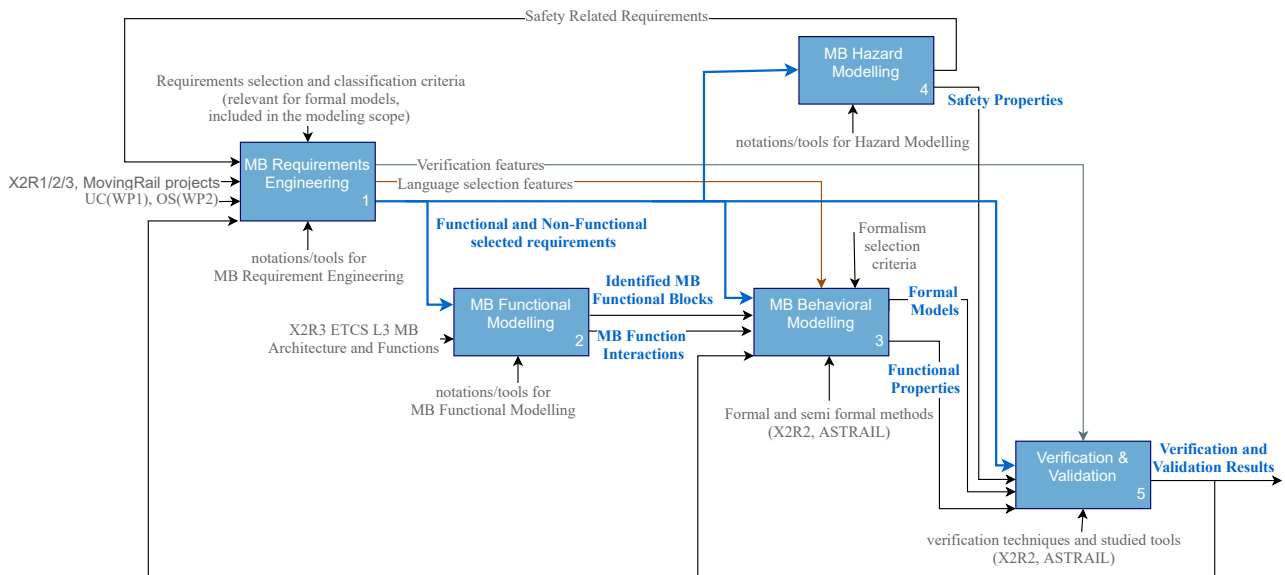 Safety Related Requirements
Requirements selection and classification criteria
(relevant for formal models,
included in the modeling scope)
MB Hazard
Modelling
4
Safety Properties
notations/tools for Hazard Modelling
MB Requirements
Engineering
1
Verification features
Language selection features
X2R1/2/3, MovingRail projects
UC(WP1), OS(WP2)
Functional and Non-Functional
selected requirements
notations/tools for
MB Requirement Engineering
Formalism
selection
criteria
Identified MB
Functional Blocks
MB Functional
Modelling
2
MB Function
Interactions
X2R3 ETCS L3 MB
Architecture and Functions
notations/tools for
MB Functional Modelling
MB Behavioral
Modelling
3
Formal
Models
Functional
Properties
Formal and semi formal methods
(X2R2, ASTRAIL)
Verification &
Validation
5
Verification and
Validation Results
verification techniques and studied tools
(X2R2, ASTRAIL)